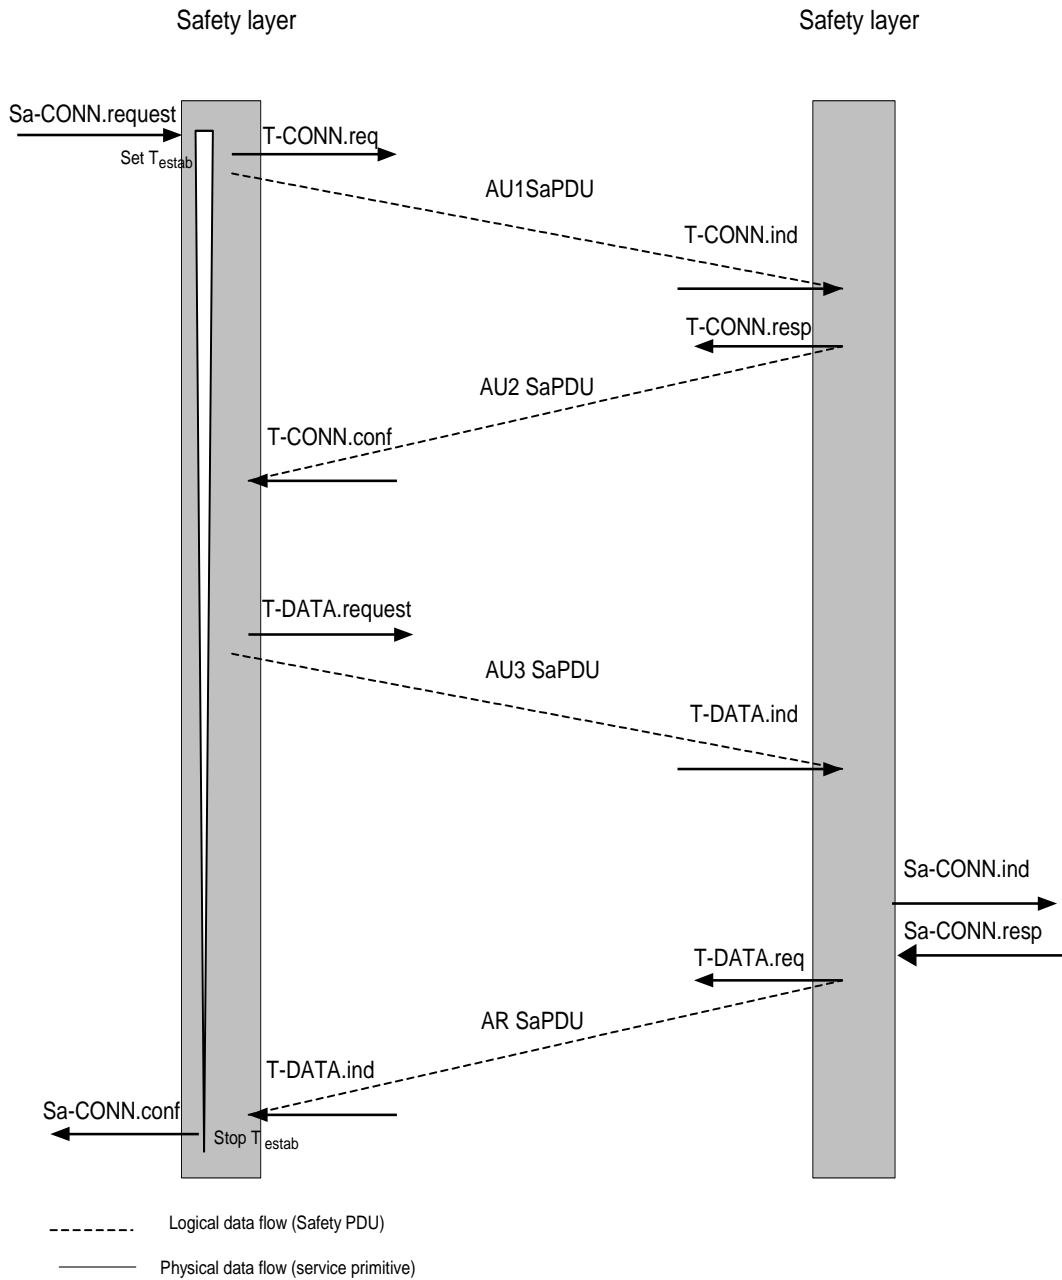 Safety layer
Safety layer
Sa-CONN.request
T-CONN.req
Set Testab
AU1SaPDU
T-CONN.ind
T-CONN.resp
AU2 SaPDU
T-CONN.conf
T-DATA.request
AU3 SaPDU
T-DATA.ind
Sa-CONN.ind
Sa-CONN.resp
T-DATA.req
AR SaPDU
T-DATA.ind
Sa-CONN.conf
Stop T estab
Logical data flow (Safety PDU)
Physical data flow (service primitive)